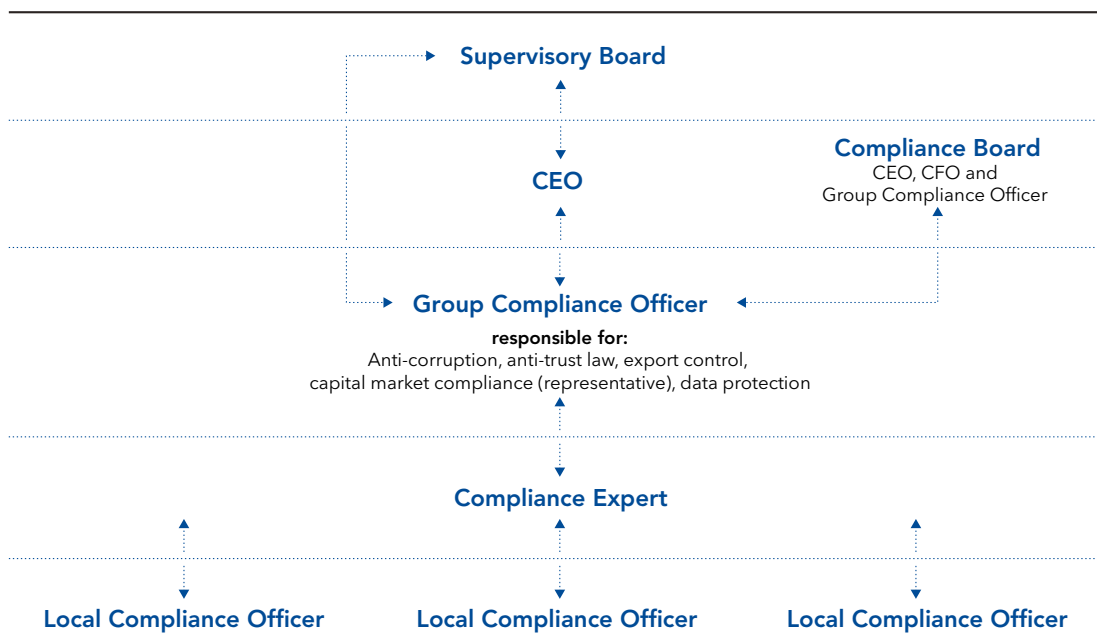 Supervisory Board
CEO
Compliance Board
CEO, CFO and
Group Compliance Officer
Group Compliance Officer
responsible for:
Anti-corruption, anti-trust law, export control,
capital market compliance (representative), data protection
Compliance Expert
Local Compliance Officer
Local Compliance Officer
Local Compliance Officer